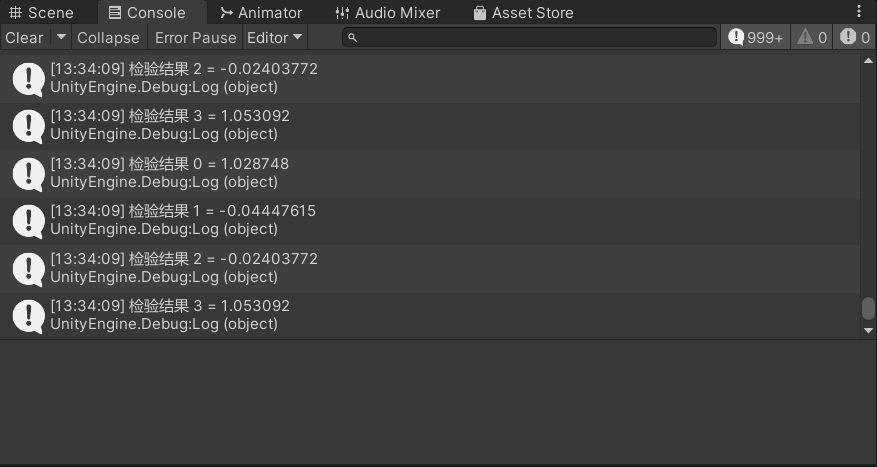 Scene Console Animator Audio Mixer Asset Store
Clear Collapse Error Pause Editor 999+ 0 0
[13:34:09] 检验结果 2 = -0.02403772
UnityEngine.Debug:Log (object)
[13:34:09] 检验结果 3 = 1.053092
UnityEngine.Debug:Log (object)
[13:34:09] 检验结果 0 = 1.028748
UnityEngine.Debug:Log (object)
[13:34:09] 检验结果 1 = -0.04447615
UnityEngine.Debug:Log (object)
[13:34:09] 检验结果 2 = -0.02403772
UnityEngine.Debug:Log (object)
[13:34:09] 检验结果 3 = 1.053092
UnityEngine.Debug:Log (object)